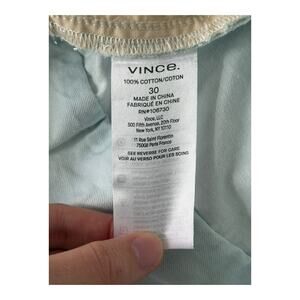 VINCE.
100% COTTON/COTON
30
MADE IN CHINA
FABRIQUÉ EN CHINE
RN#106730
Vince, LLC
500 Fifth Avenue, 20th Floor
New York, NY 10110
11 Rue Saint Florentin
75008 Paris France
SEE REVERSE FOR CARE
VOIR AU VERSO POUR LES SOINS